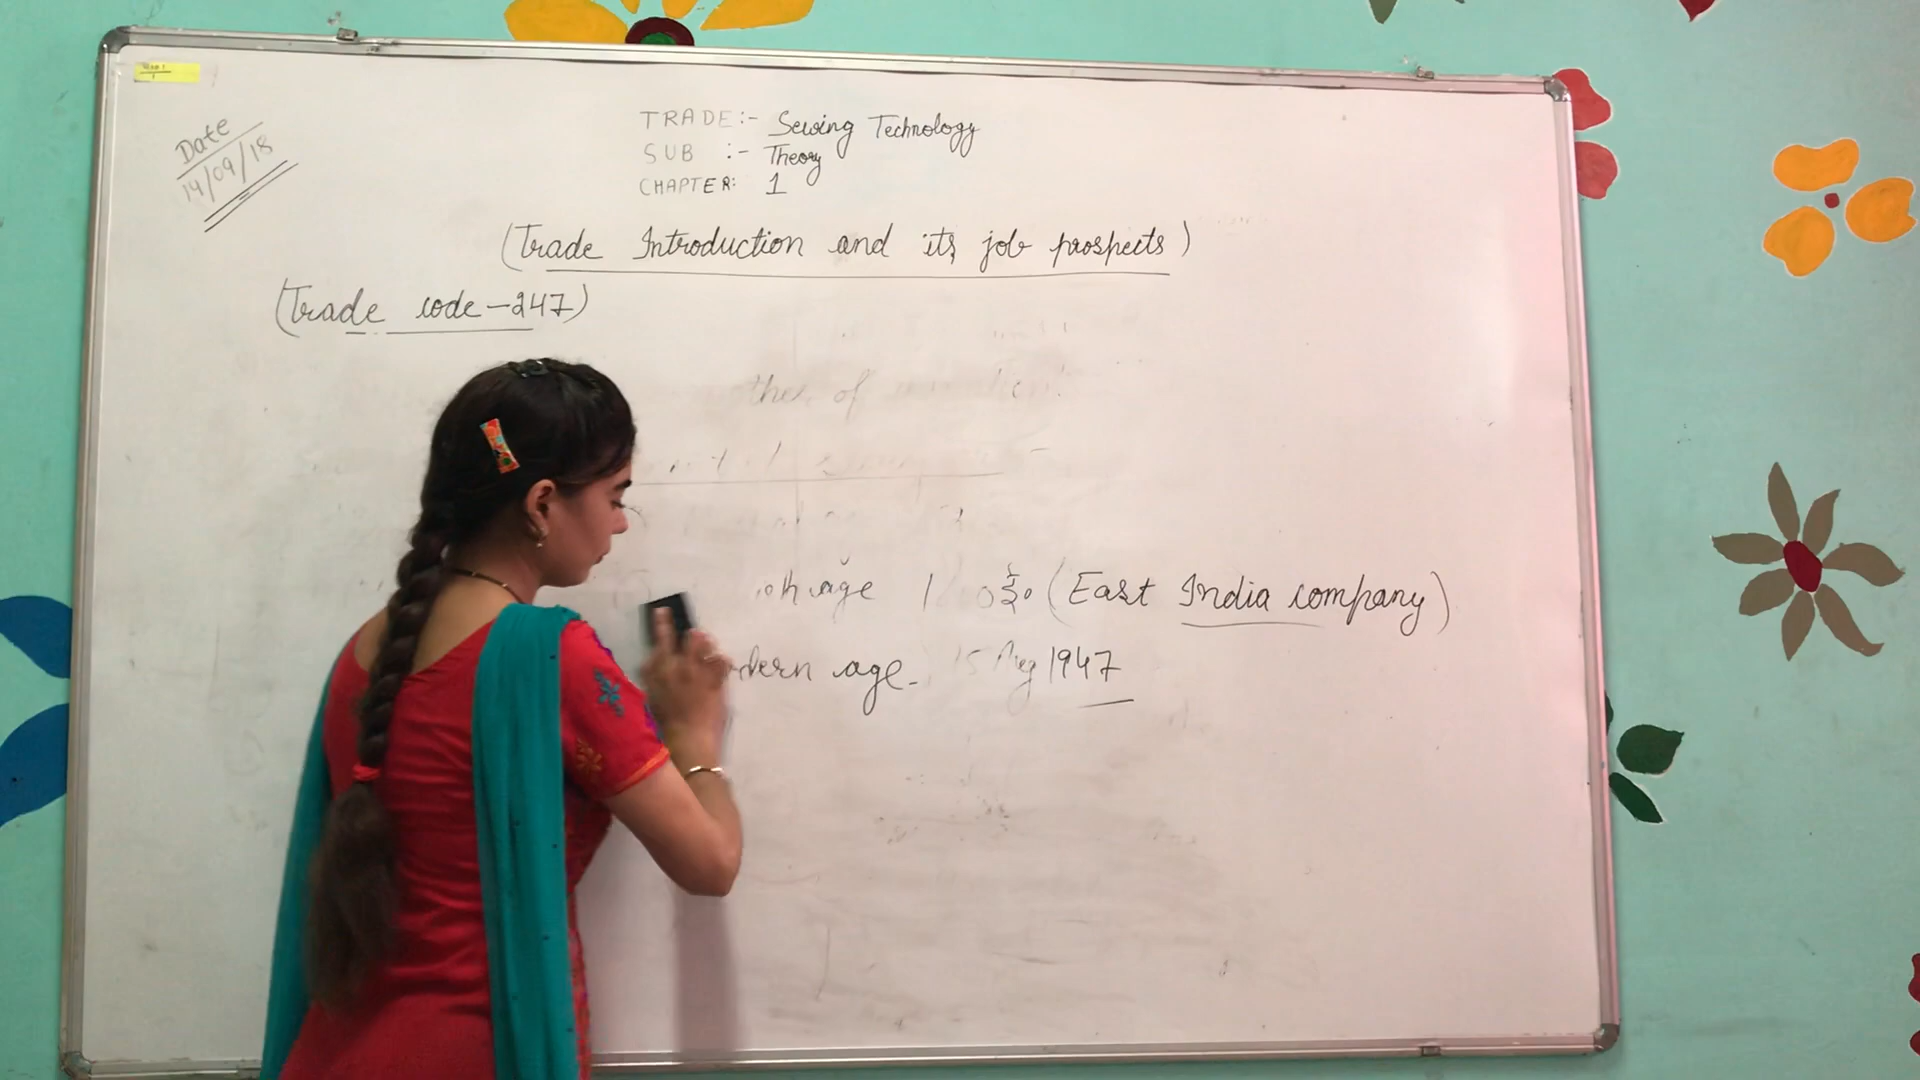 Date
14/09/18
TRADE:- Sewing Technology
SUB :- Theory
CHAPTER: 1
(Trade Introduction and its job prospects)
(Trade code-247)
of
age (East India company)
age- 15 1947